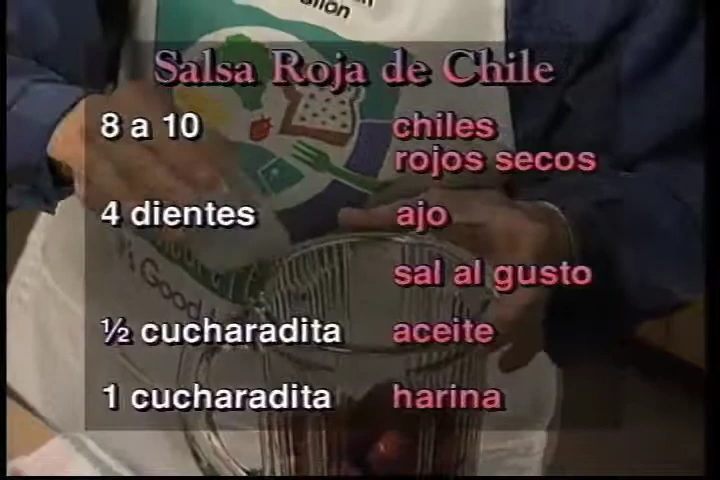 Salsa Roja de Chile
8 a 10 chiles
rojos secos
4 dientes ajo
sal al gusto
½ cucharadita aceite
1 cucharadita harina
Good